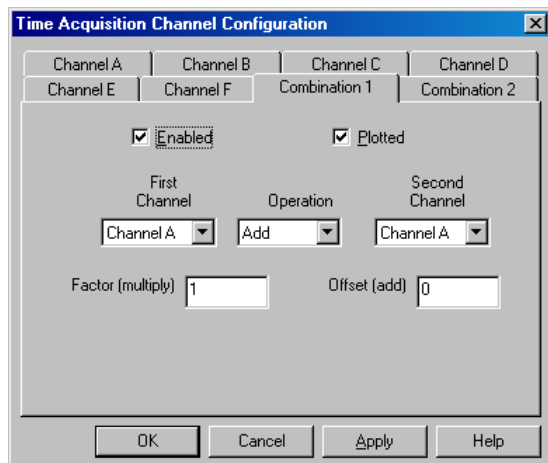 Time Acquisition Channel Configuration
Channel A Channel B Channel C Channel D
Channel E Channel F Combination 1 Combination 2
Enabled Plotted
First Channel Operation Second Channel
Channel A Add Channel A
Factor (multiply) 1 Offset (add) 0
OK Cancel Apply Help